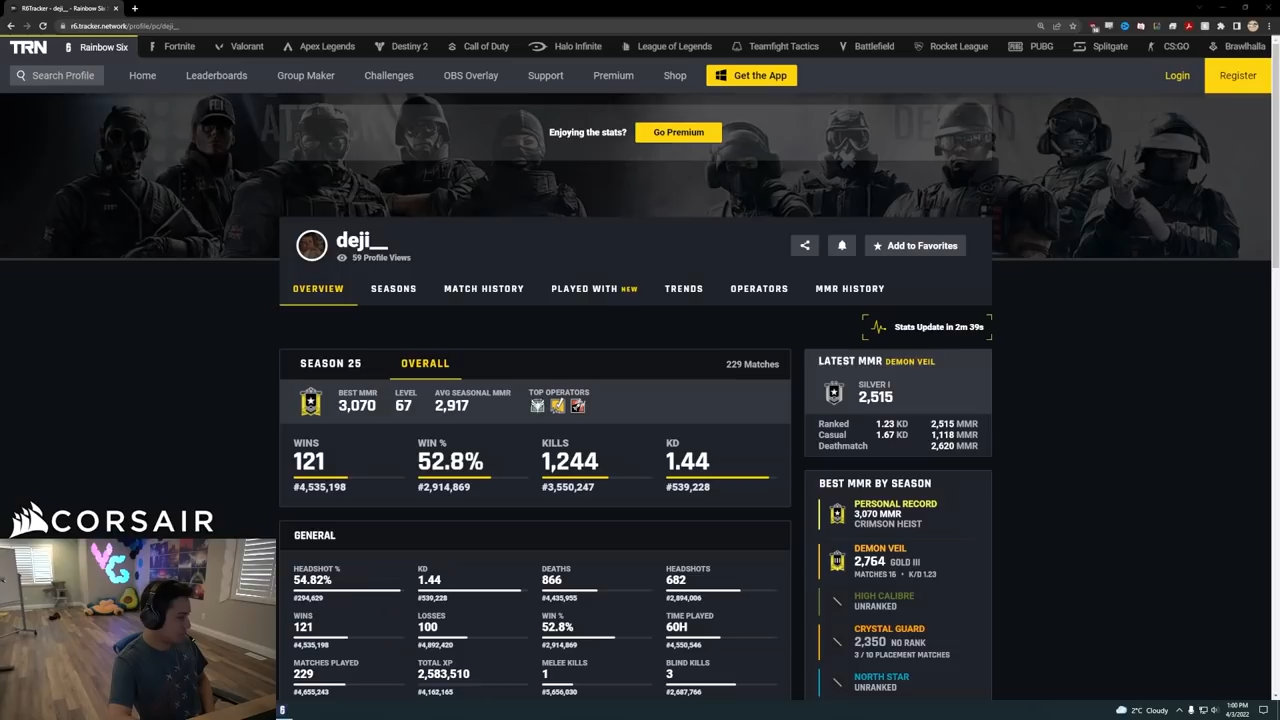 R6Tracker - deji_ - Rainbow Six
r6.tracker.network/profile/pc/deji_
TRN
Rainbow Six
Fortnite
Valorant
Apex Legends
Destiny 2
Call of Duty
Halo Infinite
League of Legends
Teamfight Tactics
Battlefield
Rocket League
PUBG
Splitgate
CS:GO
Brawlhalla
Search Profile
Home
Leaderboards
Group Maker
Challenges
OBS Overlay
Support
Premium
Shop
Get the App
Login
Register
Enjoying the stats?
Go Premium
deji__
59 Profile Views
Add to Favorites
OVERVIEW
SEASONS
MATCH HISTORY
PLAYED WITH NEW
TRENDS
OPERATORS
MMR HISTORY
Stats Update in 2m 39s
SEASON 25
OVERALL
229 Matches
BEST MMR
3,070
LEVEL
67
AVG SEASONAL MMR
2,917
TOP OPERATORS
WINS
121
#4,535,198
WIN %
52.8%
#2,914,869
KILLS
1,244
#3,550,247
KD
1.44
#539,228
GENERAL
HEADSHOT %
54.82%
#294,629
KD
1.44
#539,228
DEATHS
866
#4,435,955
HEADSHOTS
682
#2,894,006
WINS
121
#4,535,198
LOSSES
100
#4,892,420
WIN %
52.8%
#2,914,869
TIME PLAYED
60H
#4,550,546
MATCHES PLAYED
229
#4,655,243
TOTAL XP
2,583,510
#4,162,165
MELEE KILLS
1
#5,656,030
BLIND KILLS
3
#2,687,766
LATEST MMR DEMON VEIL
SILVER I
2,515
Ranked 1.23 KD 2,515 MMR
Casual 1.67 KD 1,118 MMR
Deathmatch 2,620 MMR
BEST MMR BY SEASON
PERSONAL RECORD
3,070 MMR
CRIMSON HEIST
DEMON VEIL
2,764 GOLD III
MATCHES 16 • K/D 1.23
HIGH CALIBRE
UNRANKED
CRYSTAL GUARD
2,350 NO RANK
3 / 10 PLACEMENT MATCHES
NORTH STAR
UNRANKED
CORSAIR
VG
2°C Cloudy
1:00 PM
4/3/2022